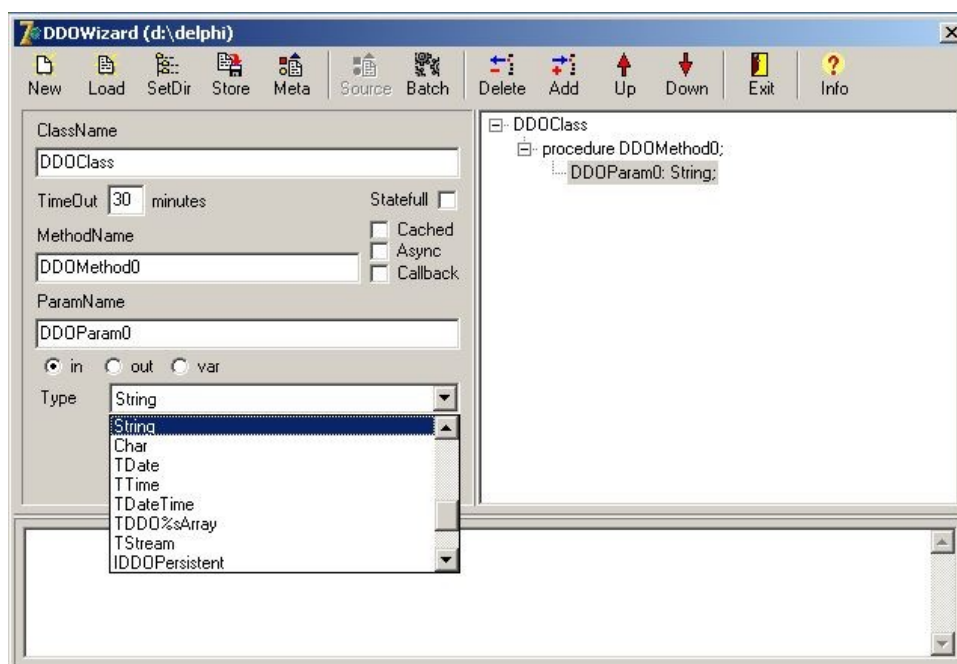 DDOWizard (d:\delphi)
New Load SetDir Store Meta Source Batch Delete Add Up Down Exit Info
ClassName
DDOClass
TimeOut 30 minutes Statefull
Cached
MethodName
Async
DDOMethod0
Callback
ParamName
DDOParam0
in out var
Type String
String
Char
TDate
TTime
TDateTime
TDDO%sArray
TStream
IDDOPersistent
DDOClass
procedure DDOMethod0;
DDOParam0: String;